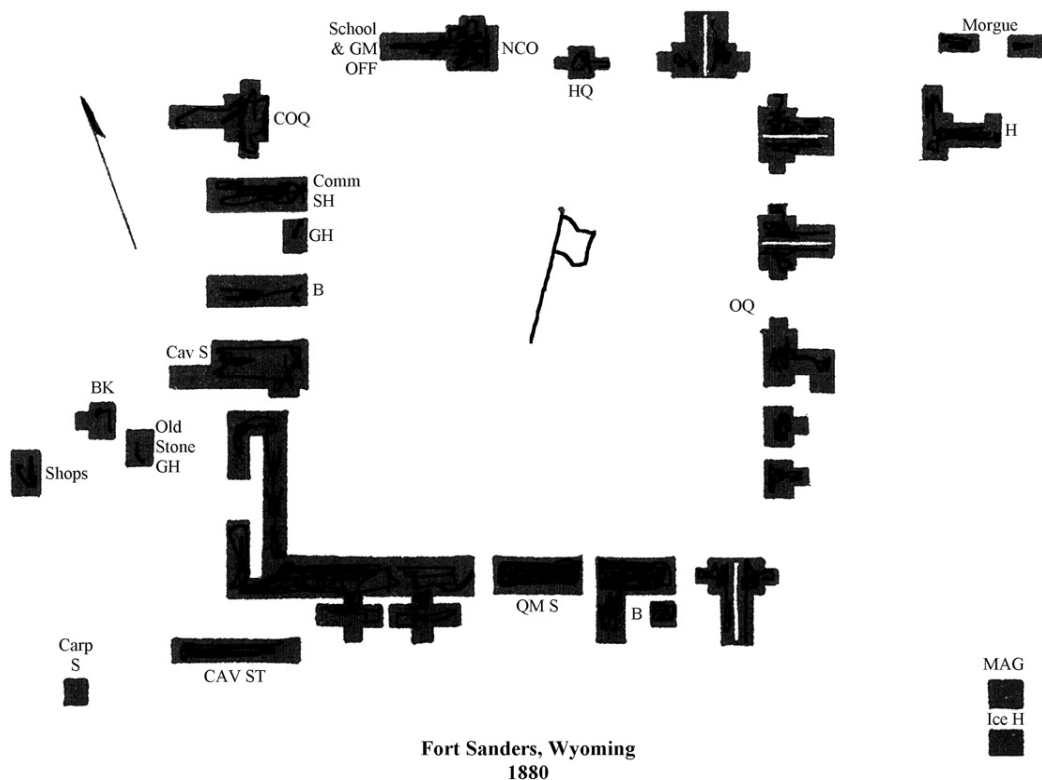 School
& GM
OFF
NCO
HQ
Morgue
COQ
H
Comm
SH
GH
B
OQ
Cav S
BK
Old
Stone
GH
Shops
QM S
B
Carp
S
CAV ST
MAG
Ice H
Fort Sanders, Wyoming
1880